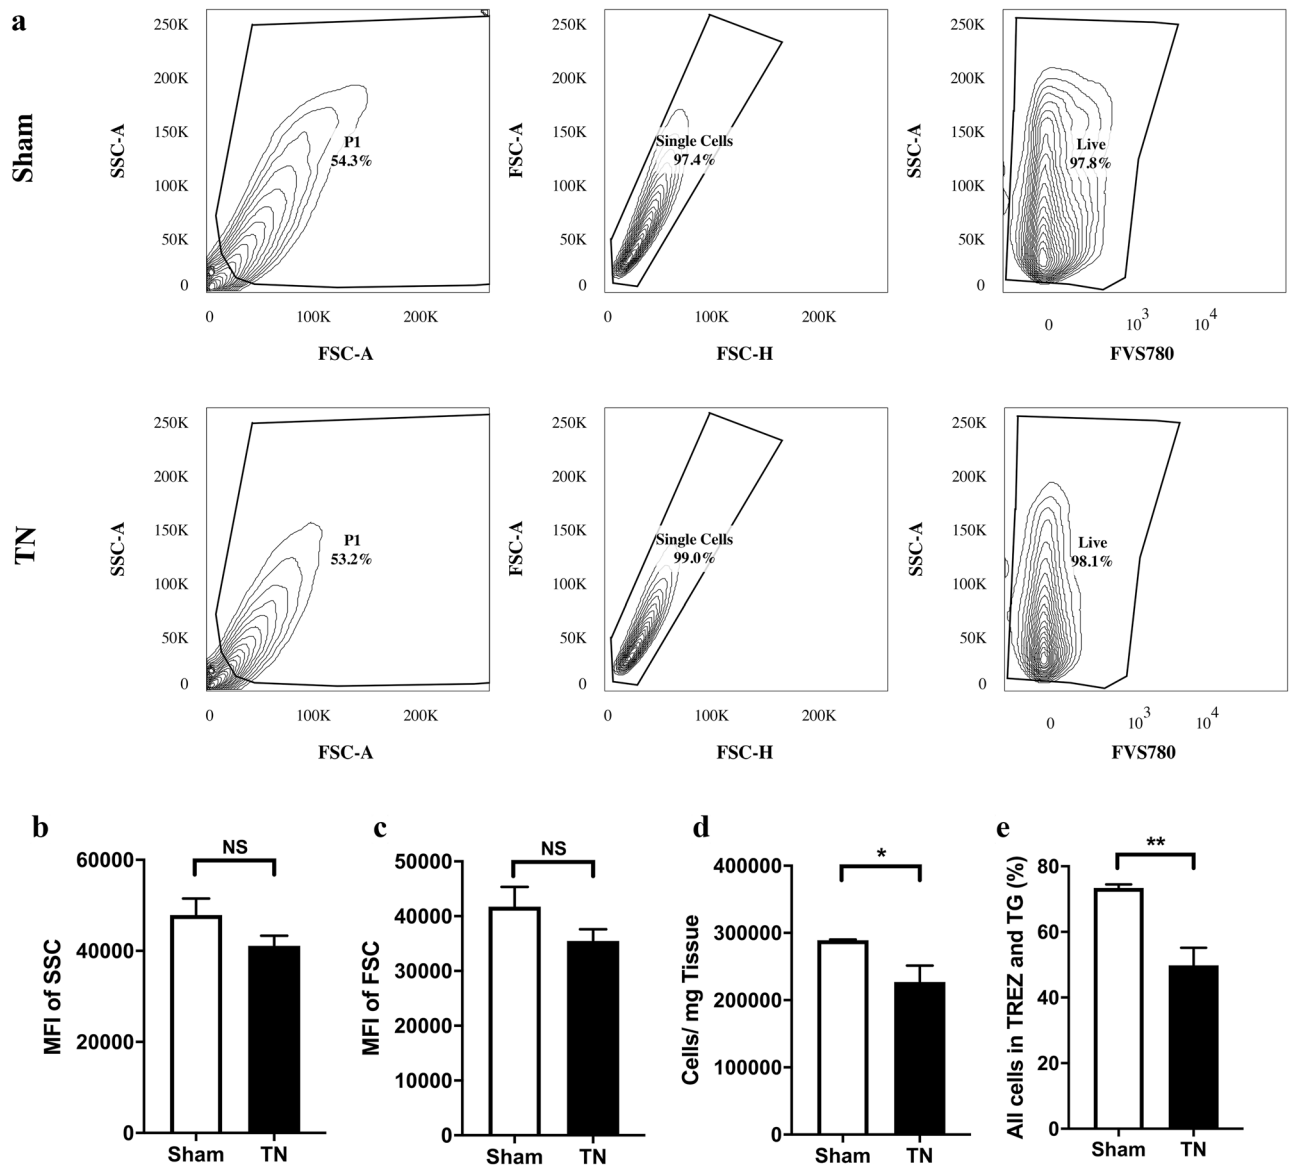 a
Sham
SSC-A
250K
200K
150K
100K
50K
0
P1
54.3%
0 100K 200K
FSC-A
FSC-A
250K
200K
150K
100K
50K
0
Single Cells
97.4%
0 100K 200K
FSC-H
SSC-A
250K
200K
150K
100K
50K
0
Live
97.8%
0 10^3 10^4
FVS780
TN
SSC-A
250K
200K
150K
100K
50K
0
P1
53.2%
0 100K 200K
FSC-A
FSC-A
250K
200K
150K
100K
50K
0
Single Cells
99.0%
0 100K 200K
FSC-H
SSC-A
250K
200K
150K
100K
50K
0
Live
98.1%
0 10^3 10^4
FVS780
b
MFI of SSC
60000
40000
20000
0
NS
Sham TN
c
MFI of FSC
50000
40000
30000
20000
10000
0
NS
Sham TN
d
Cells/ mg Tissue
400000
300000
200000
100000
0
*
Sham TN
e
All cells in TREZ and TG (%)
80
60
40
20
0
**
Sham TN